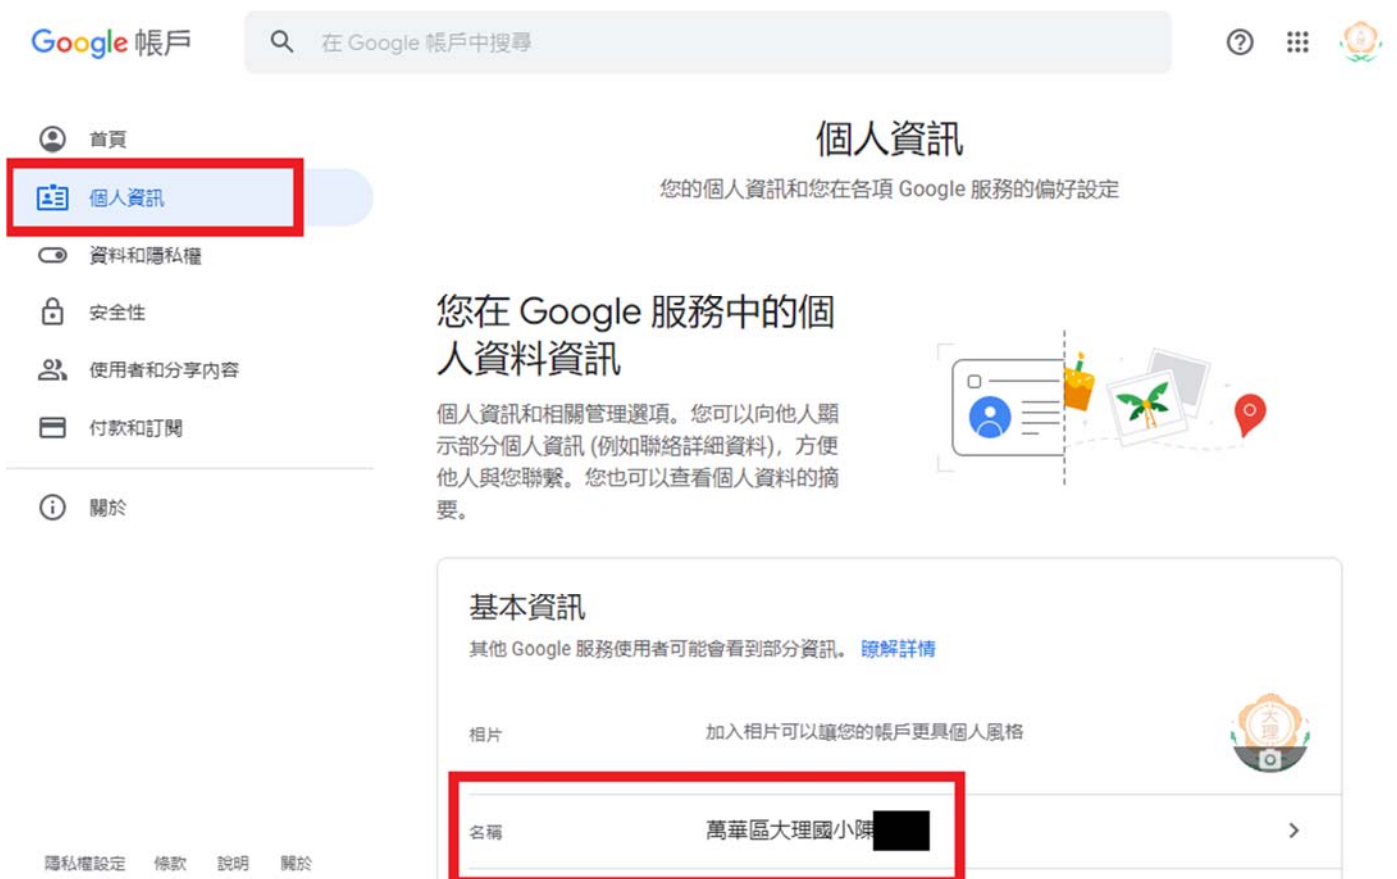 Google 帳戶
在 Google 帳戶中搜尋
首頁
個人資訊
資料和隱私權
安全性
使用者和分享內容
付款和訂閱
關於
個人資訊
您的個人資訊和您在各項 Google 服務的偏好設定
您在 Google 服務中的個
人資料資訊
個人資訊和相關管理選項。您可以向他人顯
示部分個人資訊 (例如聯絡詳細資料)，方便
他人與您聯繫。您也可以查看個人資料的摘
要。
基本資訊
其他 Google 服務使用者可能會看到部分資訊。 瞭解詳情
相片 加入相片可以讓您的帳戶更具個人風格
大
理
名稱 萬華區大理國小陳
隱私權設定 條款 說明 關於